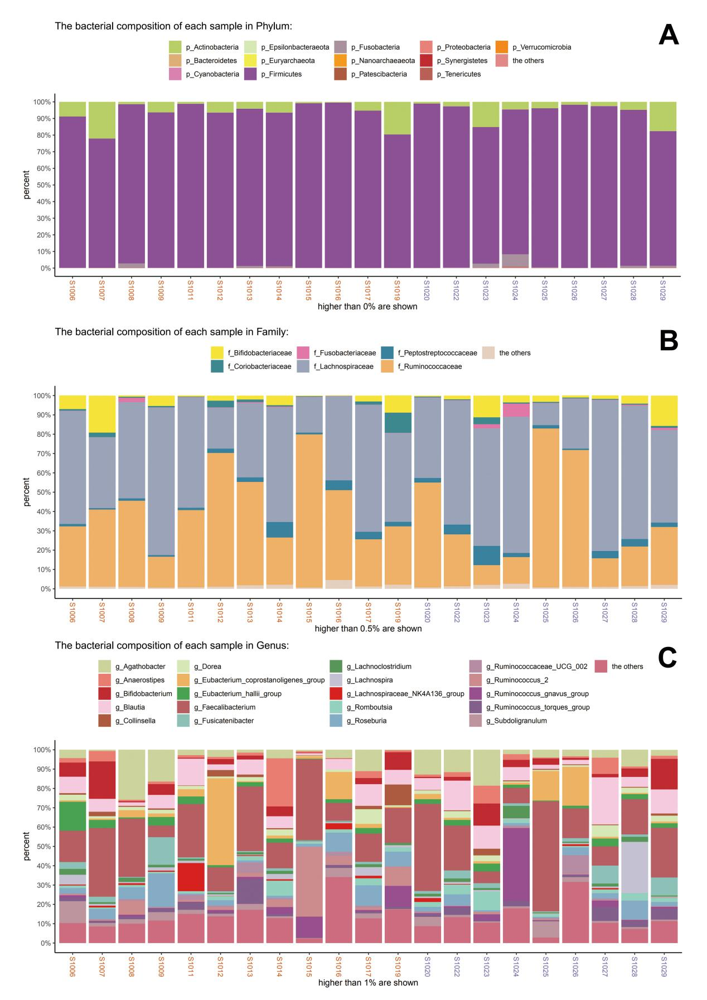 The bacterial composition of each sample in Phylum:
A
p_Actinobacteria p_Epsilonbacteraeota p_Fusobacteria p_Proteobacteria p_Verrucomicrobia
p_Bacteroidetes p_Euryarchaeota p_Nanoarchaeaeota p_Synergistetes the others
p_Cyanobacteria p_Firmicutes p_Patescibacteria p_Tenericutes
100%
90%
80%
70%
60%
50%
40%
30%
20%
10%
0%
percent
S1006 S1007 S1008 S1009 S1011 S1012 S1013 S1014 S1015 S1016 S1017 S1019 S1020 S1022 S1023 S1024 S1025 S1026 S1027 S1028 S1029
higher than 0% are shown
The bacterial composition of each sample in Family:
B
f_Bifidobacteriaceae f_Fusobacteriaceae f_Peptostreptococcaceae the others
f_Coriobacteriaceae f_Lachnospiraceae f_Ruminococcaceae
100%
90%
80%
70%
60%
50%
40%
30%
20%
10%
0%
percent
S1006 S1007 S1008 S1009 S1011 S1012 S1013 S1014 S1015 S1016 S1017 S1019 S1020 S1022 S1023 S1024 S1025 S1026 S1027 S1028 S1029
higher than 0.5% are shown
The bacterial composition of each sample in Genus:
C
g_Agathobacter g_Dorea g_Lachnoclostridium g_Ruminococcaceae_UCG_002 the others
g_Anaerostipes g_Eubacterium_coprostanoligenes_group g_Lachnospira g_Ruminococcus_2
g_Bifidobacterium g_Eubacterium_hallii_group g_Lachnospiraceae_NK4A136_group g_Ruminococcus_gnavus_group
g_Blautia g_Faecalibacterium g_Romboutsia g_Ruminococcus_torques_group
g_Collinsella g_Fusicatenibacter g_Roseburia g_Subdoligranulum
100%
90%
80%
70%
60%
50%
40%
30%
20%
10%
0%
percent
S1006 S1007 S1008 S1009 S1011 S1012 S1013 S1014 S1015 S1016 S1017 S1019 S1020 S1022 S1023 S1024 S1025 S1026 S1027 S1028 S1029
higher than 1% are shown